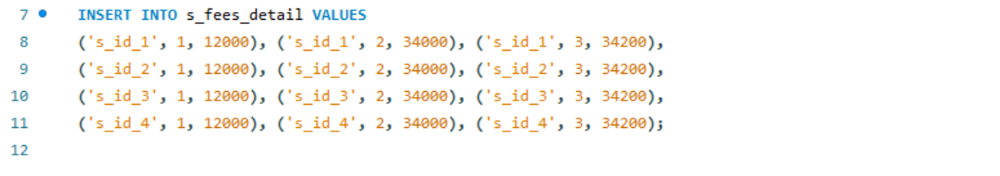 7 INSERT INTO s_fees_detail VALUES
8 ('s_id_1', 1, 12000), ('s_id_1', 2, 34000), ('s_id_1', 3, 34200),
9 ('s_id_2', 1, 12000), ('s_id_2', 2, 34000), ('s_id_2', 3, 34200),
10 ('s_id_3', 1, 12000), ('s_id_3', 2, 34000), ('s_id_3', 3, 34200),
11 ('s_id_4', 1, 12000), ('s_id_4', 2, 34000), ('s_id_4', 3, 34200);
12